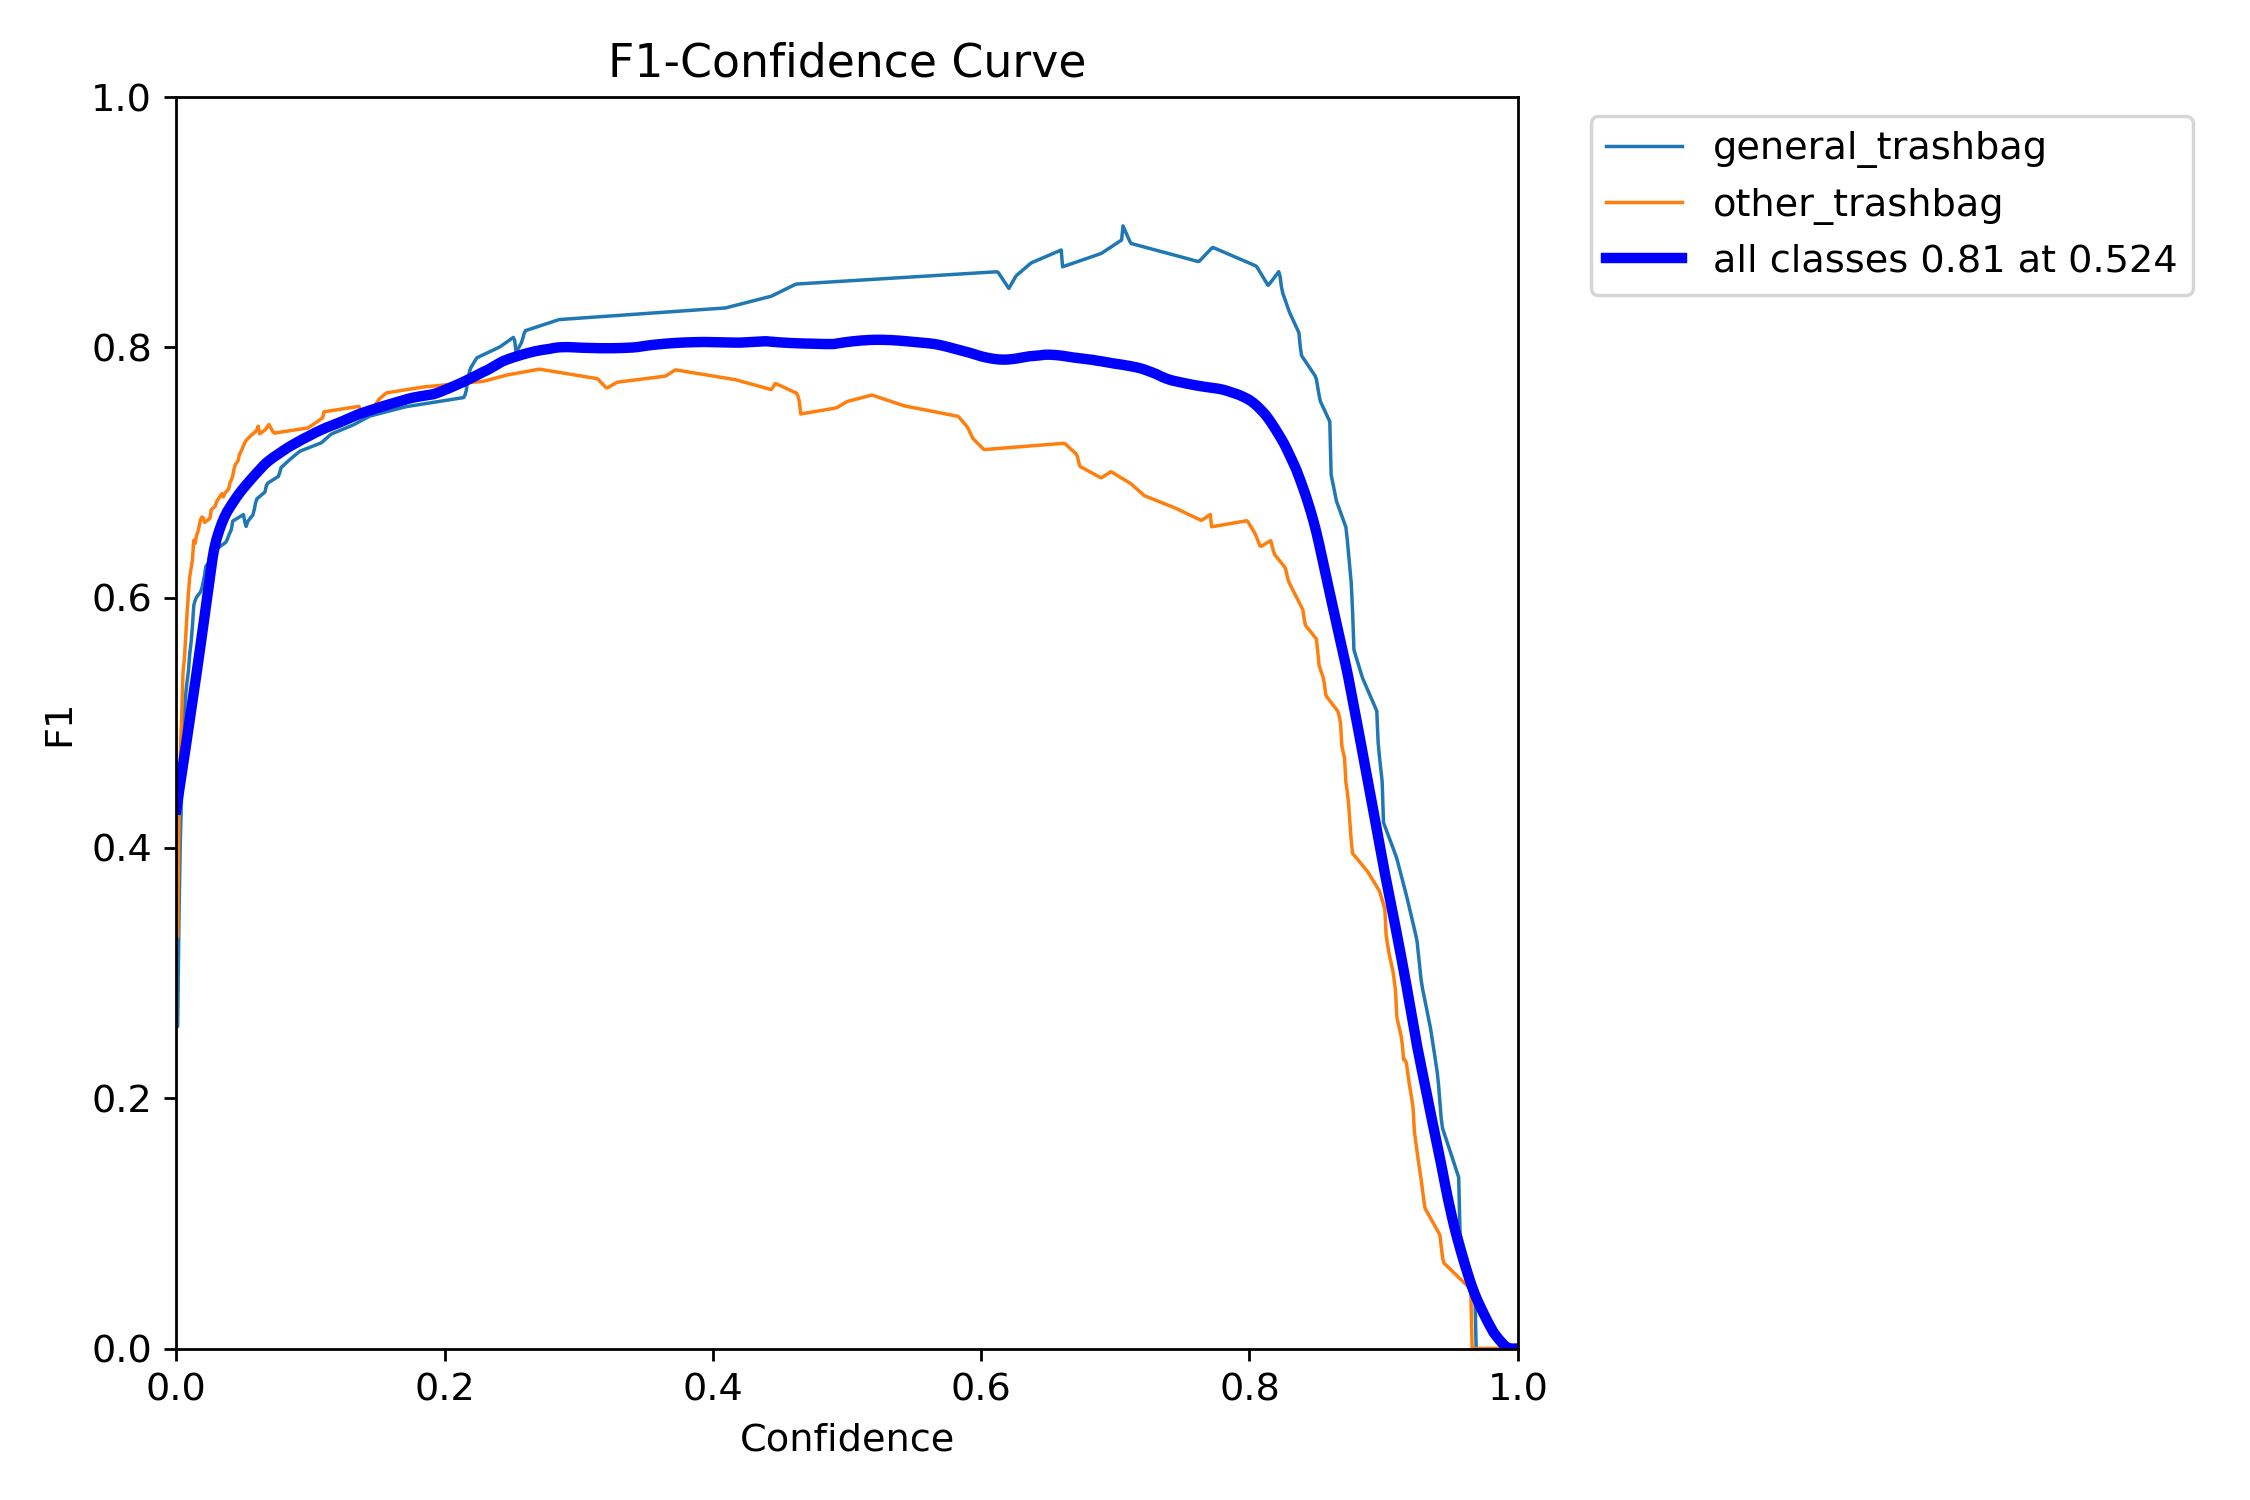 F1-Confidence Curve
general_trashbag
other_trashbag
all classes 0.81 at 0.524
F1
1.0
0.8
0.6
0.4
0.2
0.0
0.0 0.2 0.4 0.6 0.8 1.0
Confidence